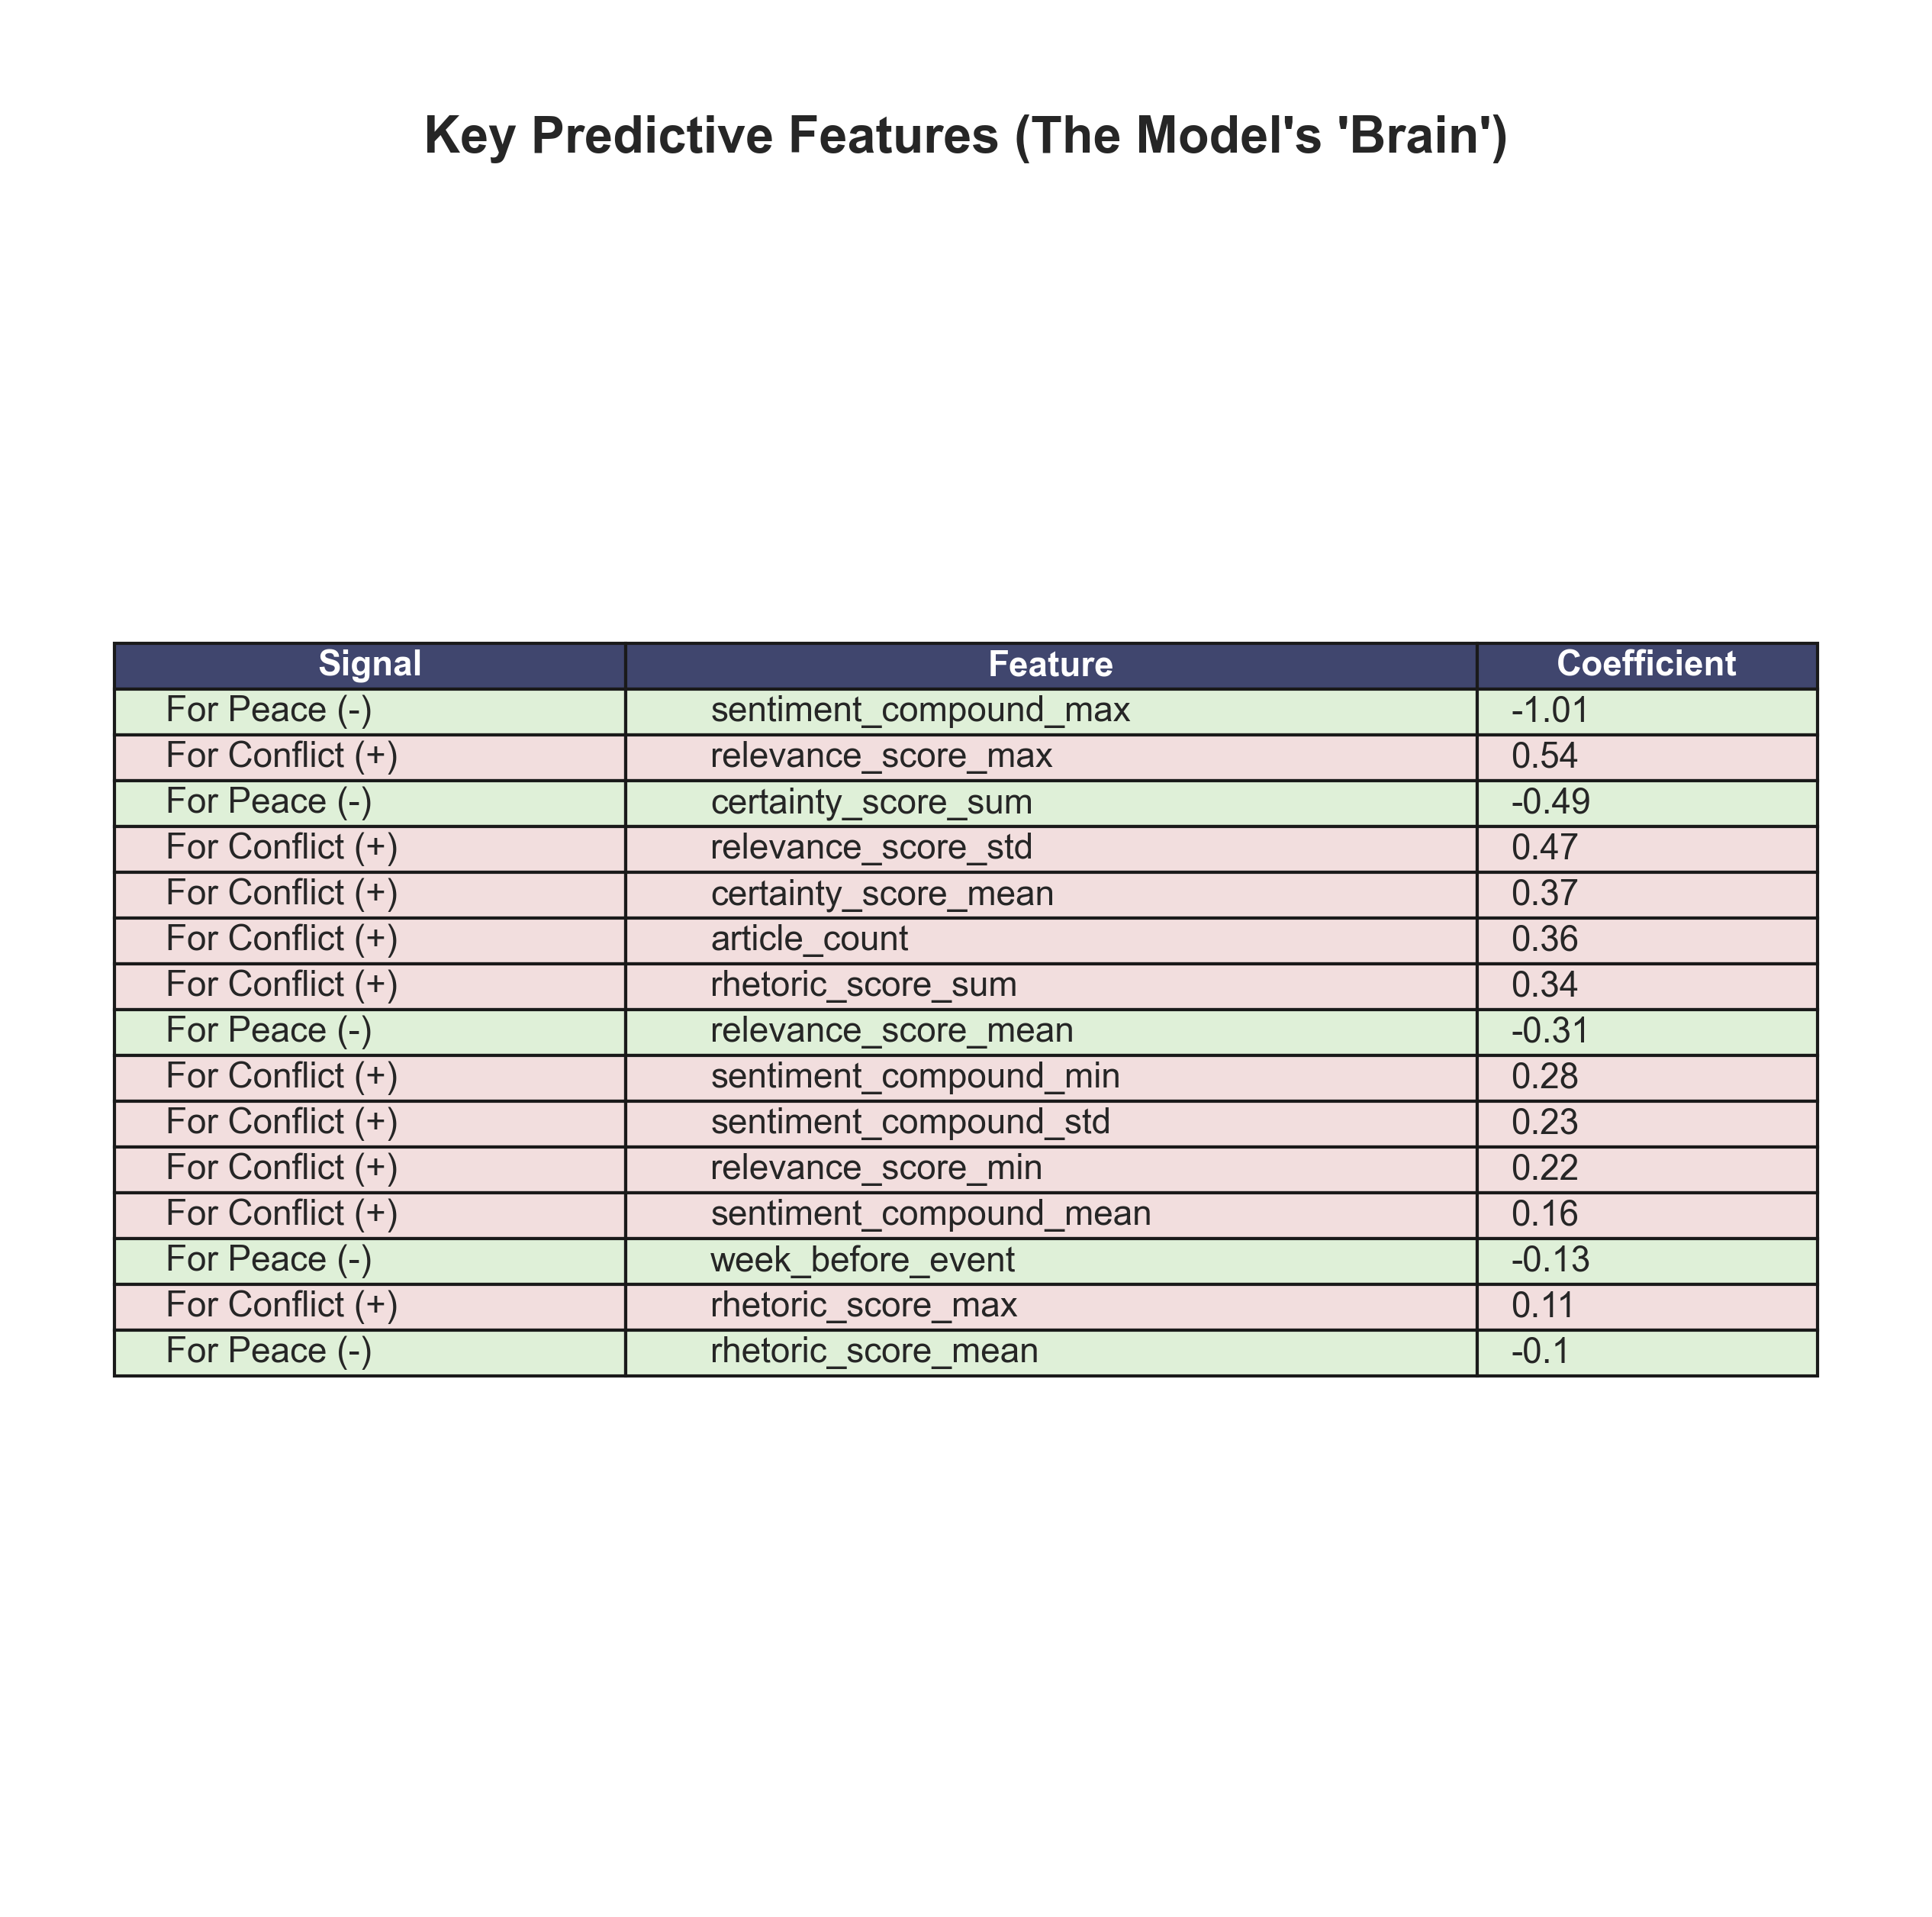 Key Predictive Features (The Model's 'Brain')
Signal Feature Coefficient
For Peace (-) sentiment_compound_max -1.01
For Conflict (+) relevance_score_max 0.54
For Peace (-) certainty_score_sum -0.49
For Conflict (+) relevance_score_std 0.47
For Conflict (+) certainty_score_mean 0.37
For Conflict (+) article_count 0.36
For Conflict (+) rhetoric_score_sum 0.34
For Peace (-) relevance_score_mean -0.31
For Conflict (+) sentiment_compound_min 0.28
For Conflict (+) sentiment_compound_std 0.23
For Conflict (+) relevance_score_min 0.22
For Conflict (+) sentiment_compound_mean 0.16
For Peace (-) week_before_event -0.13
For Conflict (+) rhetoric_score_max 0.11
For Peace (-) rhetoric_score_mean -0.1